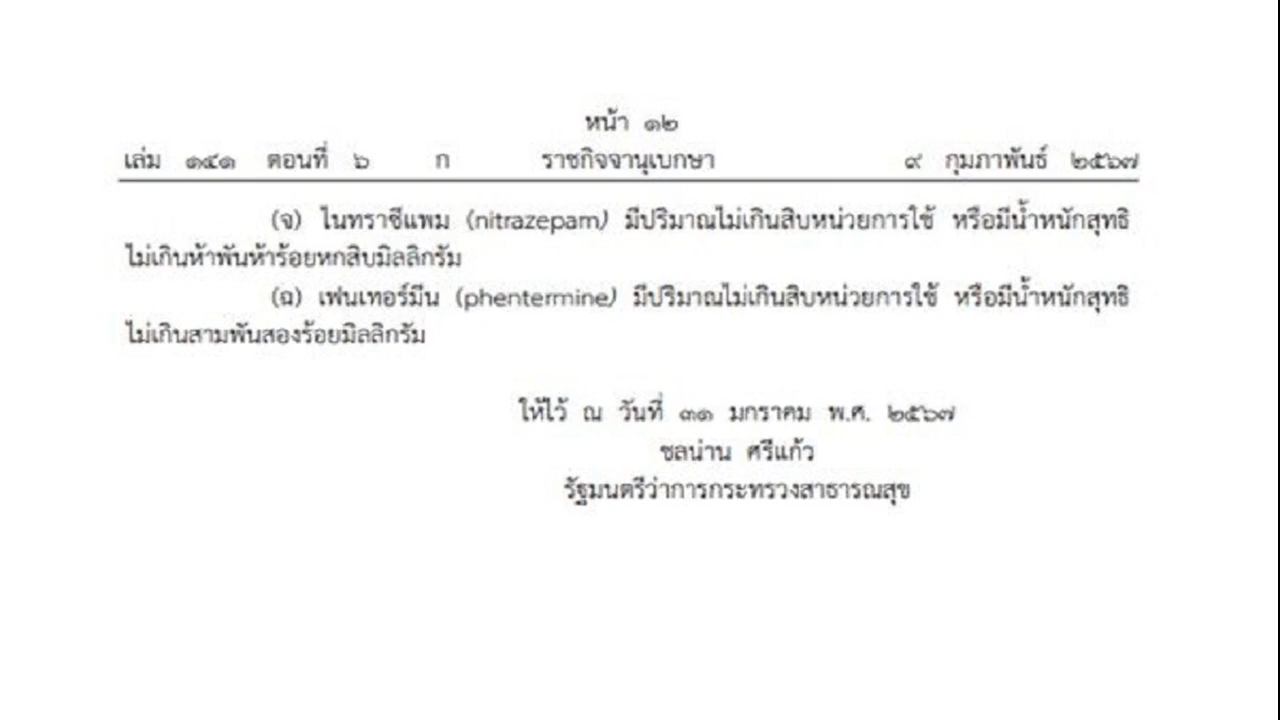 หน้า ๑๒
เล่ม ๑๔๑ ตอนที่ ๖ ก ราชกิจจานุเบกษา ๙ กุมภาพันธ์ ๒๕๖๗
(จ) ไนทราซีแพม (nitrazepam) มีปริมาณไม่เกินสิบหน่วยการใช้ หรือมีน้ำหนักสุทธิ
ไม่เกินห้าพันห้าร้อยหกสิบมิลลิกรัม
(ฉ) เฟนเทอร์มีน (phentermine) มีปริมาณไม่เกินสิบหน่วยการใช้ หรือมีน้ำหนักสุทธิ
ไม่เกินสามพันสองร้อยมิลลิกรัม
ให้ไว้ ณ วันที่ ๓๑ มกราคม พ.ศ. ๒๕๖๗
ชลน่าน ศรีแก้ว
รัฐมนตรีว่าการกระทรวงสาธารณสุข